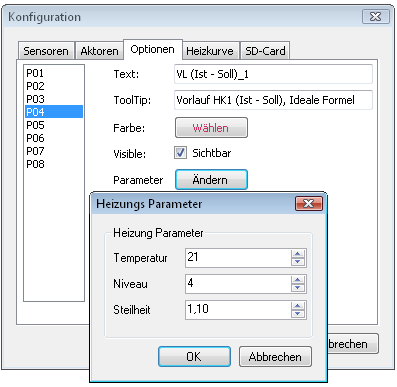 Konfiguration
Sensoren Aktoren Optionen Heizkurve SD-Card
P01
P02
P03
P04
P05
P06
P07
P08
Text: VL (Ist - Soll)_1
ToolTip: Vorlauf HK1 (Ist - Soll), Ideale Formel
Farbe: Wählen
Visible: Sichtbar
Parameter Ändern
Heizungs Parameter
Heizung Parameter
Temperatur 21
Niveau 4
Steilheit 1,10
OK Abbrechen
brechen